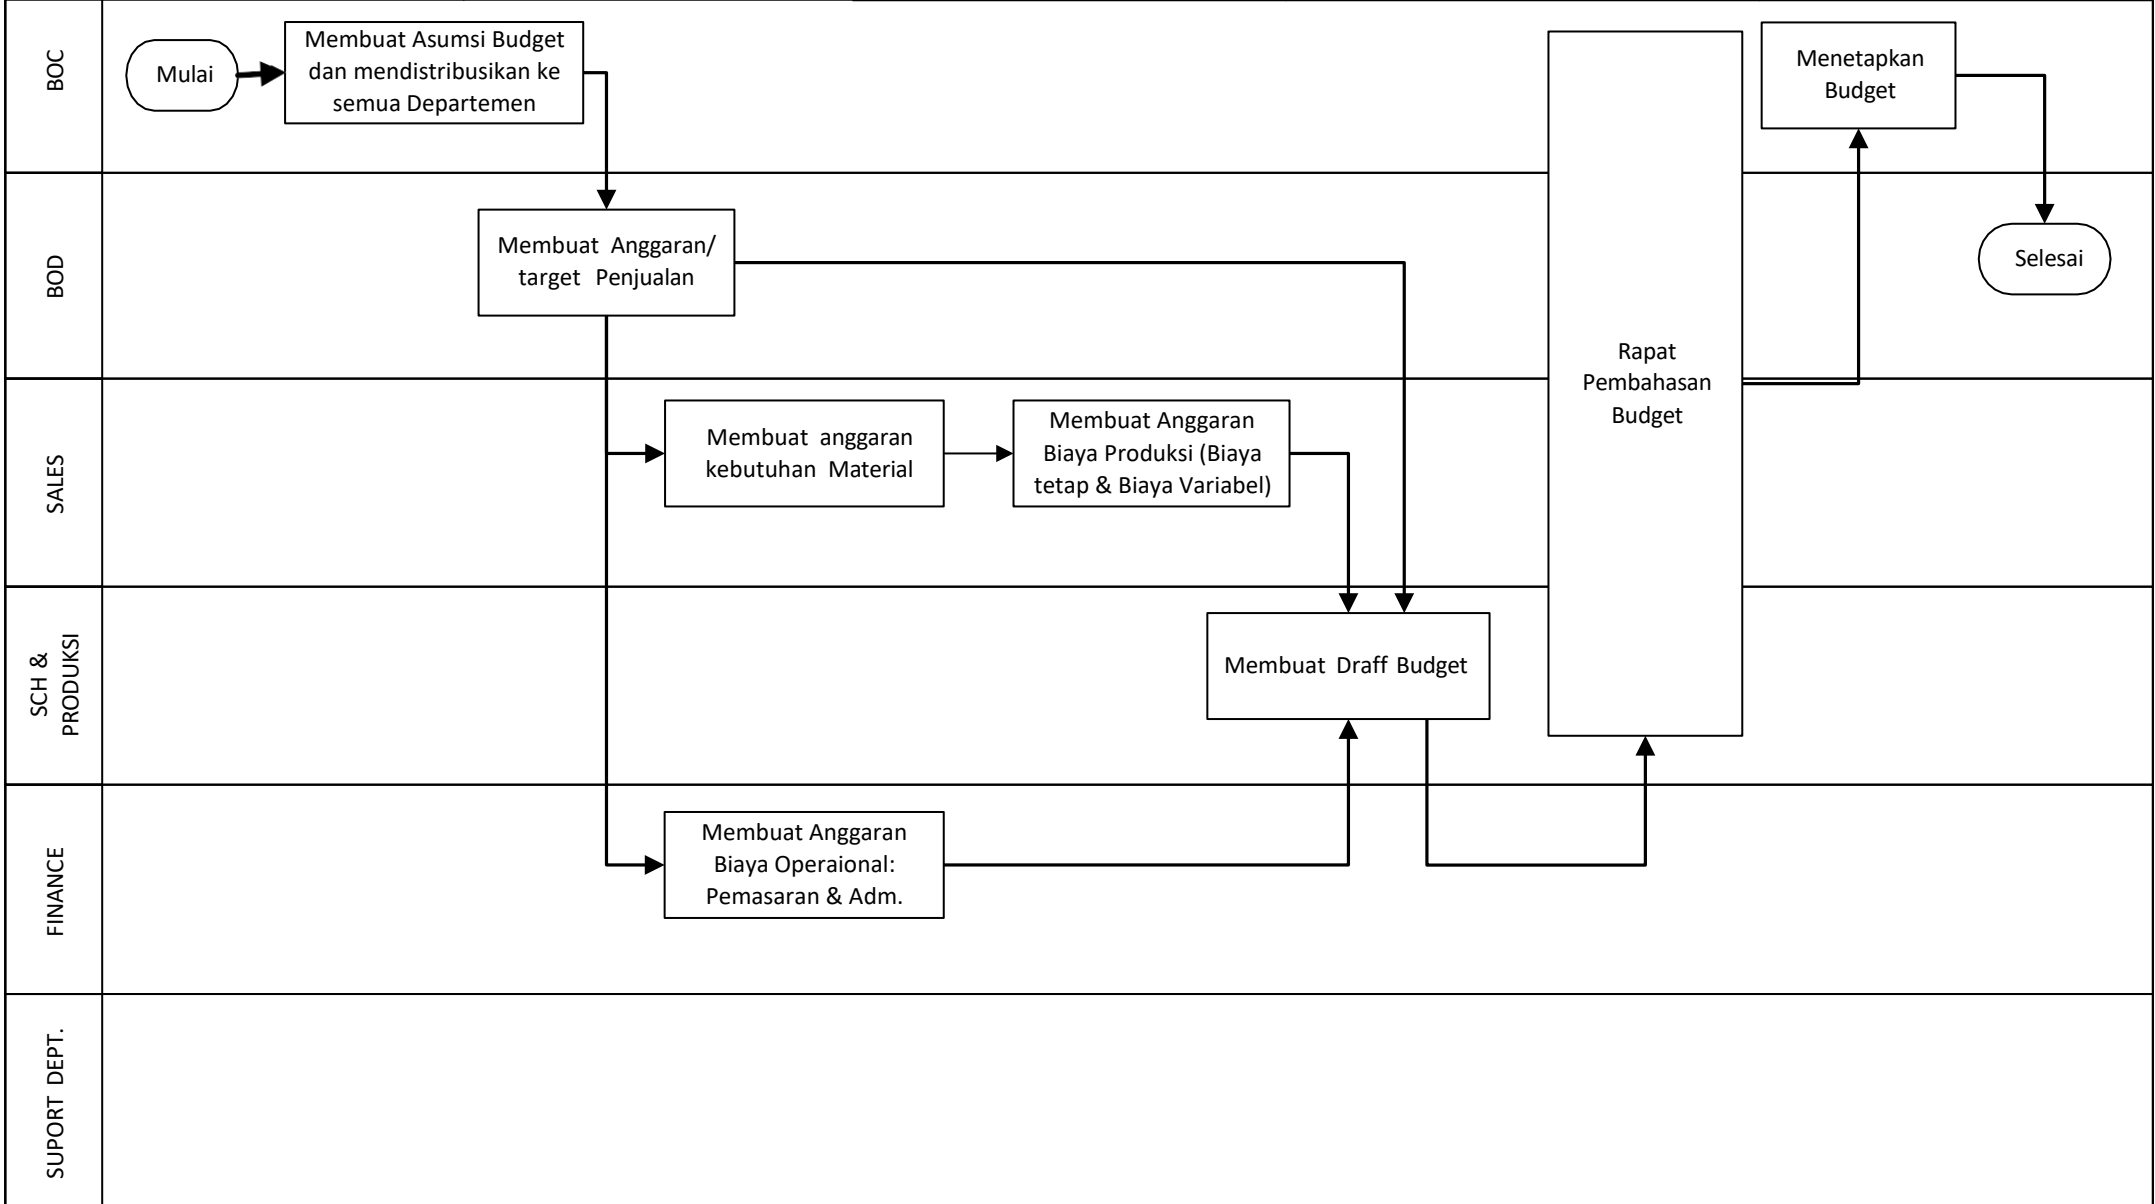 BOC
Mulai
Membuat Asumsi Budget
dan mendistribusikan ke
semua Departemen
Menetapkan
Budget
BOD
Membuat Anggaran/
target Penjualan
Selesai
Rapat
Pembahasan
Budget
SALES
Membuat anggaran
kebutuhan Material
Membuat Anggaran
Biaya Produksi (Biaya
tetap & Biaya Variabel)
SCH &
PRODUKSI
Membuat Draff Budget
FINANCE
Membuat Anggaran
Biaya Operaional:
Pemasaran & Adm.
SUPORT DEPT.